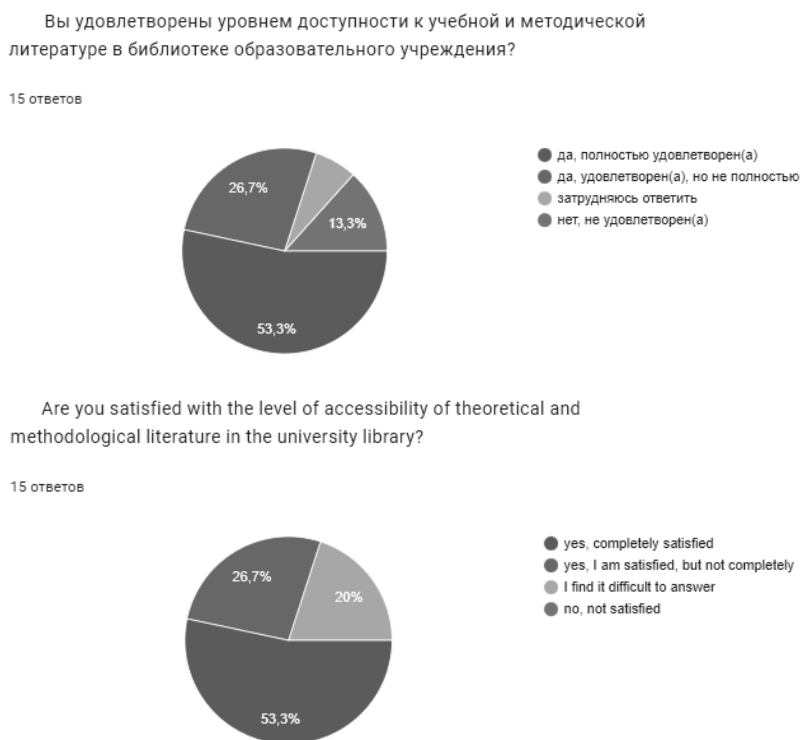 Вы удовлетворены уровнем доступности к учебной и методической
литературе в библиотеке образовательного учреждения?
15 ответов
26,7%
13,3%
53,3%
да, полностью удовлетворен(а)
да, удовлетворен(а), но не полностью
затрудняюсь ответить
нет, не удовлетворен(а)
Are you satisfied with the level of accessibility of theoretical and
methodological literature in the university library?
15 ответов
26,7%
20%
53,3%
yes, completely satisfied
yes, I am satisfied, but not completely
I find it difficult to answer
no, not satisfied